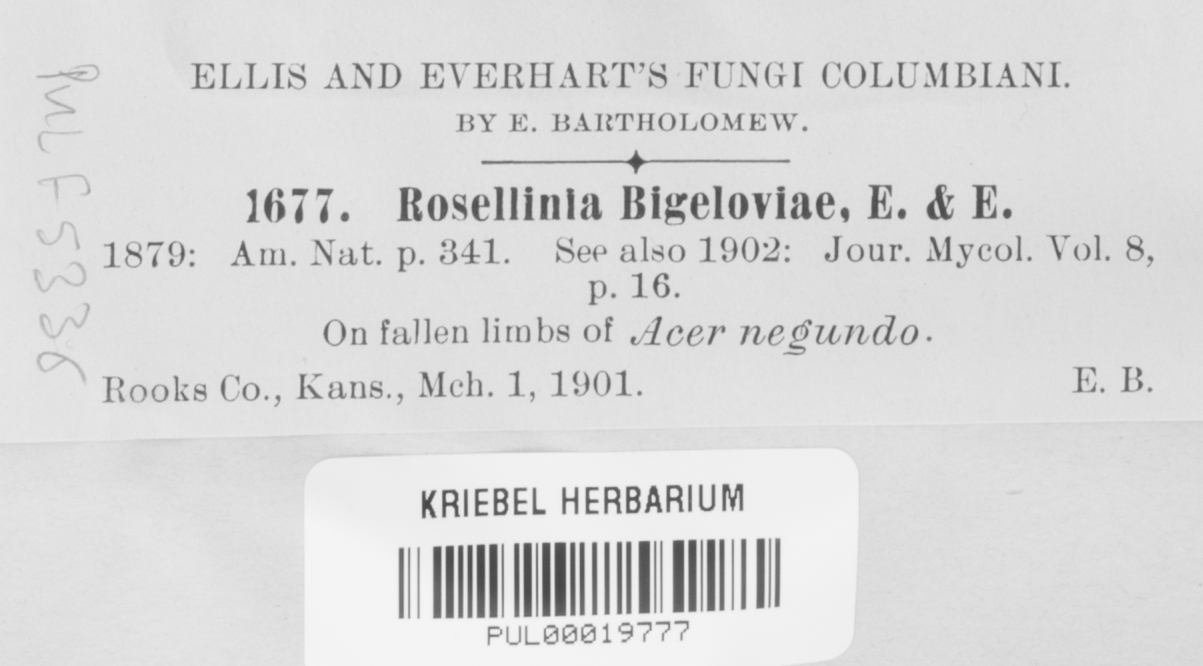 ELLIS AND EVERHART'S FUNGI COLUMBIANI.
BY E. BARTHOLOMEW.
1677. Rosellinia Bigeloviae, E. & E.
1879: Am. Nat. p. 341. See also 1902: Jour. Mycol. Vol. 8,
p. 16.
On fallen limbs of Acer negundo.
Rooks Co., Kans., Mch. 1, 1901. E. B.
PUL F5336
KRIEBEL HERBARIUM
PUL00019777